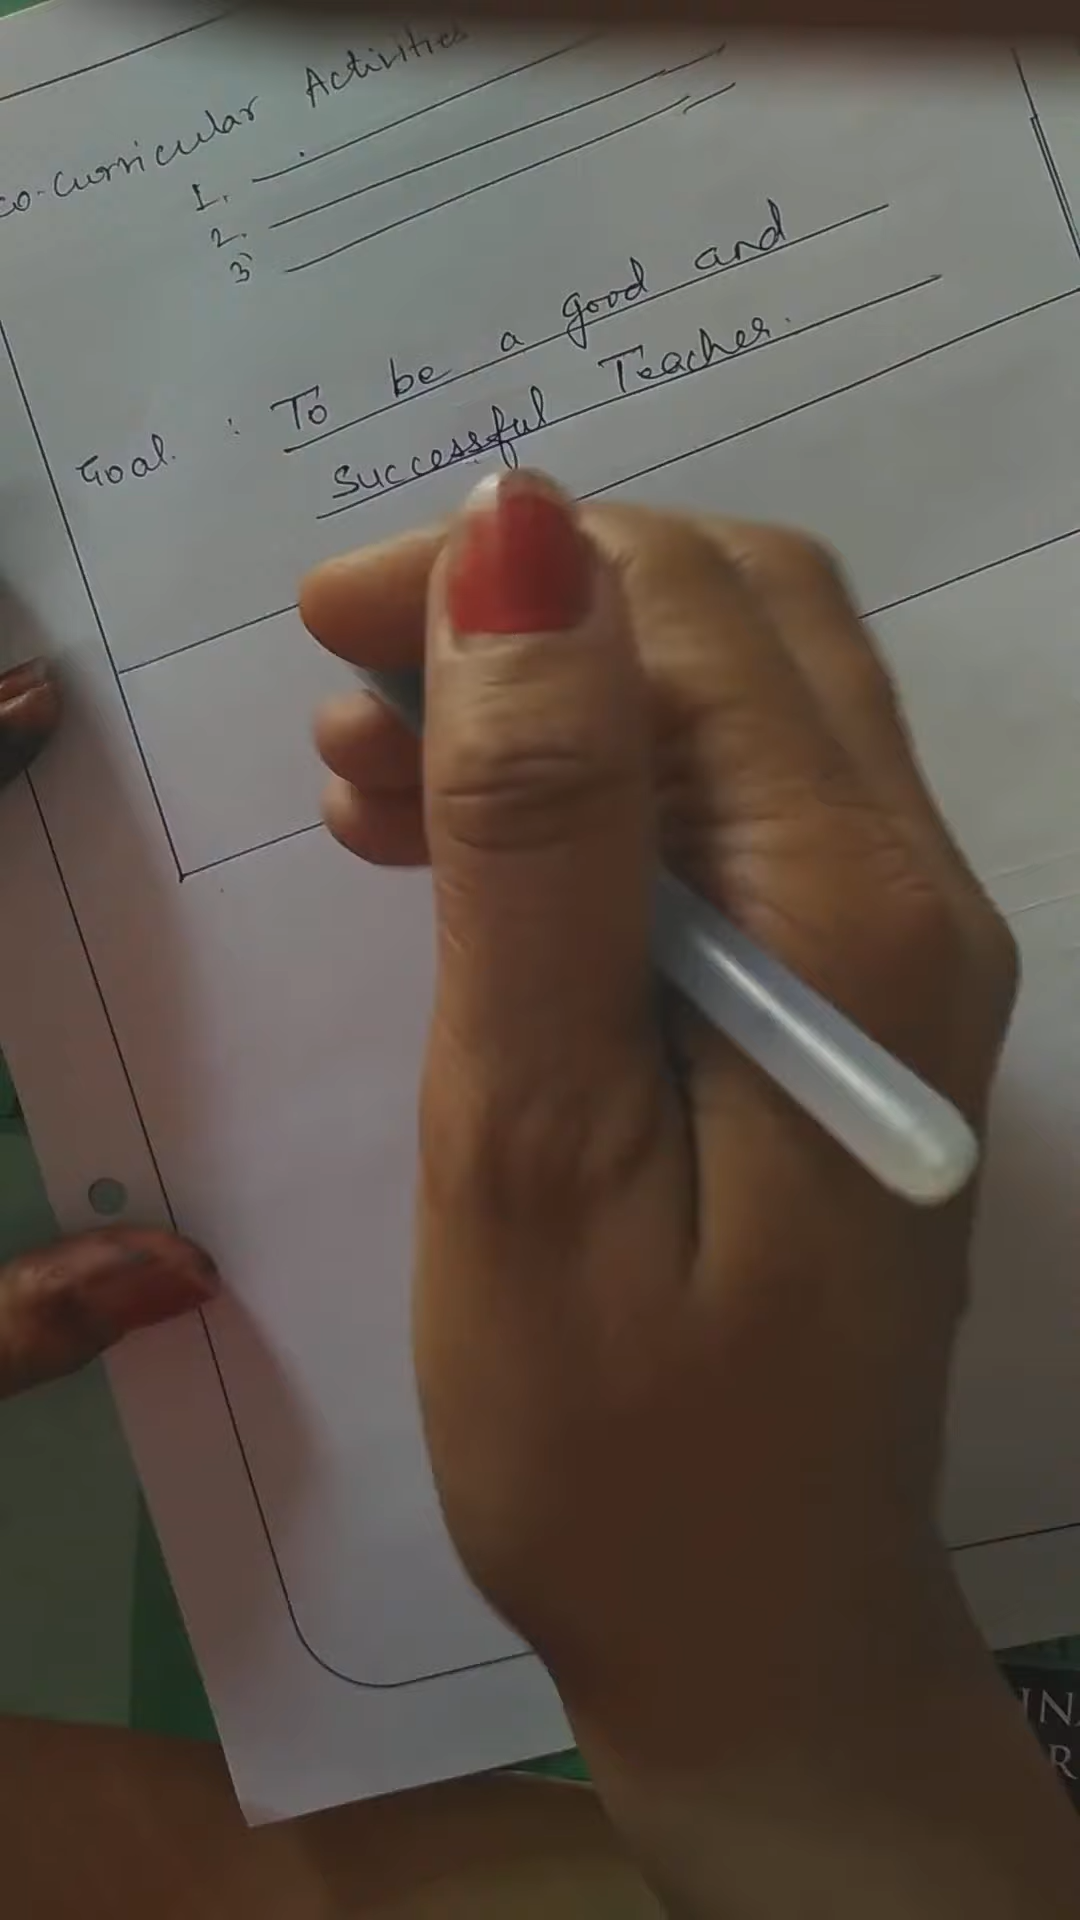 Co-Curricular Activities
1.
2.
3
Goal : To be a good and
Successful Teacher.